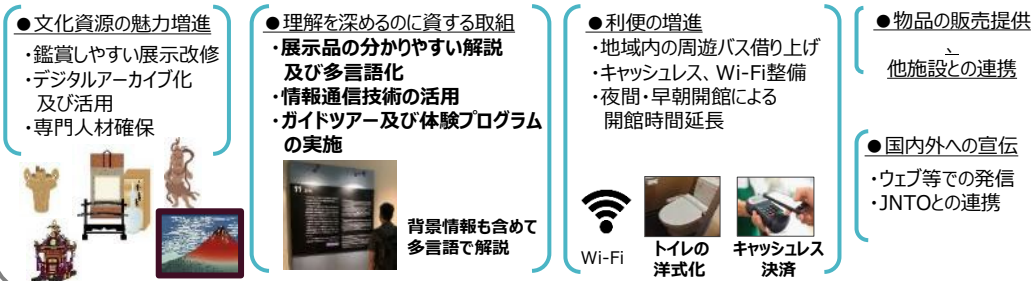 ●文化資源の魅力増進
・鑑賞しやすい展示改修
・デジタルアーカイブ化
及び活用
・専門人材確保
●理解を深めるのに資する取組
・展示品の分かりやすい解説
及び多言語化
・情報通信技術の活用
・ガイドツアー及び体験プログラム
の実施
11
背景情報も含めて
多言語で解説
●利便の増進
・地域内の周遊バス借り上げ
・キャッシュレス、Wi-Fi整備
・夜間・早朝開館による
開館時間延長
Wi-Fi
トイレの
洋式化
キャッシュレス
決済
●物品の販売提供
、
他施設との連携
●国内外への宣伝
・ウェブ等での発信
・JNTOとの連携